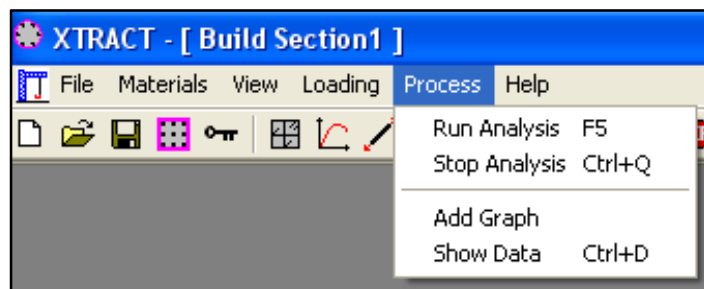 XTRACT - [ Build Section1 ]
File Materials View Loading Process Help
Run Analysis F5
Stop Analysis Ctrl+Q
Add Graph
Show Data Ctrl+D